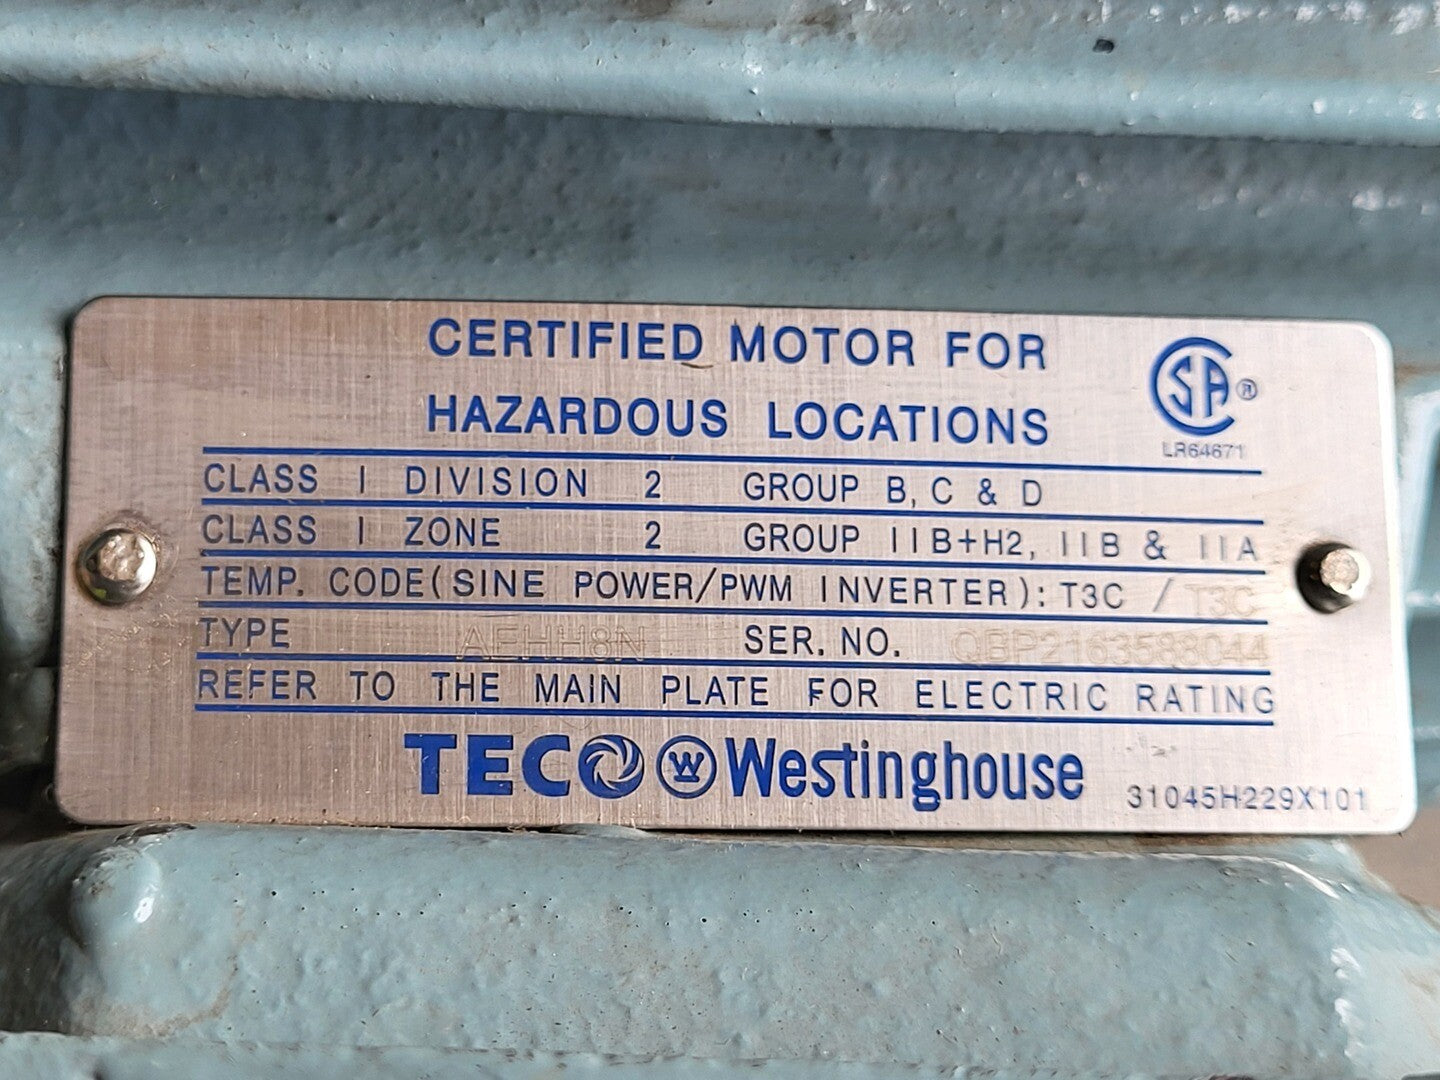 CERTIFIED MOTOR FOR
HAZARDOUS LOCATIONS
SA ®
LR64671
CLASS I DIVISION 2 GROUP B, C & D
CLASS I ZONE 2 GROUP IIB+H2, IIB & IIA
TEMP. CODE(SINE POWER/PWM INVERTER): T3C / T3C
TYPE AEHH8N SER. NO. QBP2163583044
REFER TO THE MAIN PLATE FOR ELECTRIC RATING
TECO W Westinghouse
31045H229X101